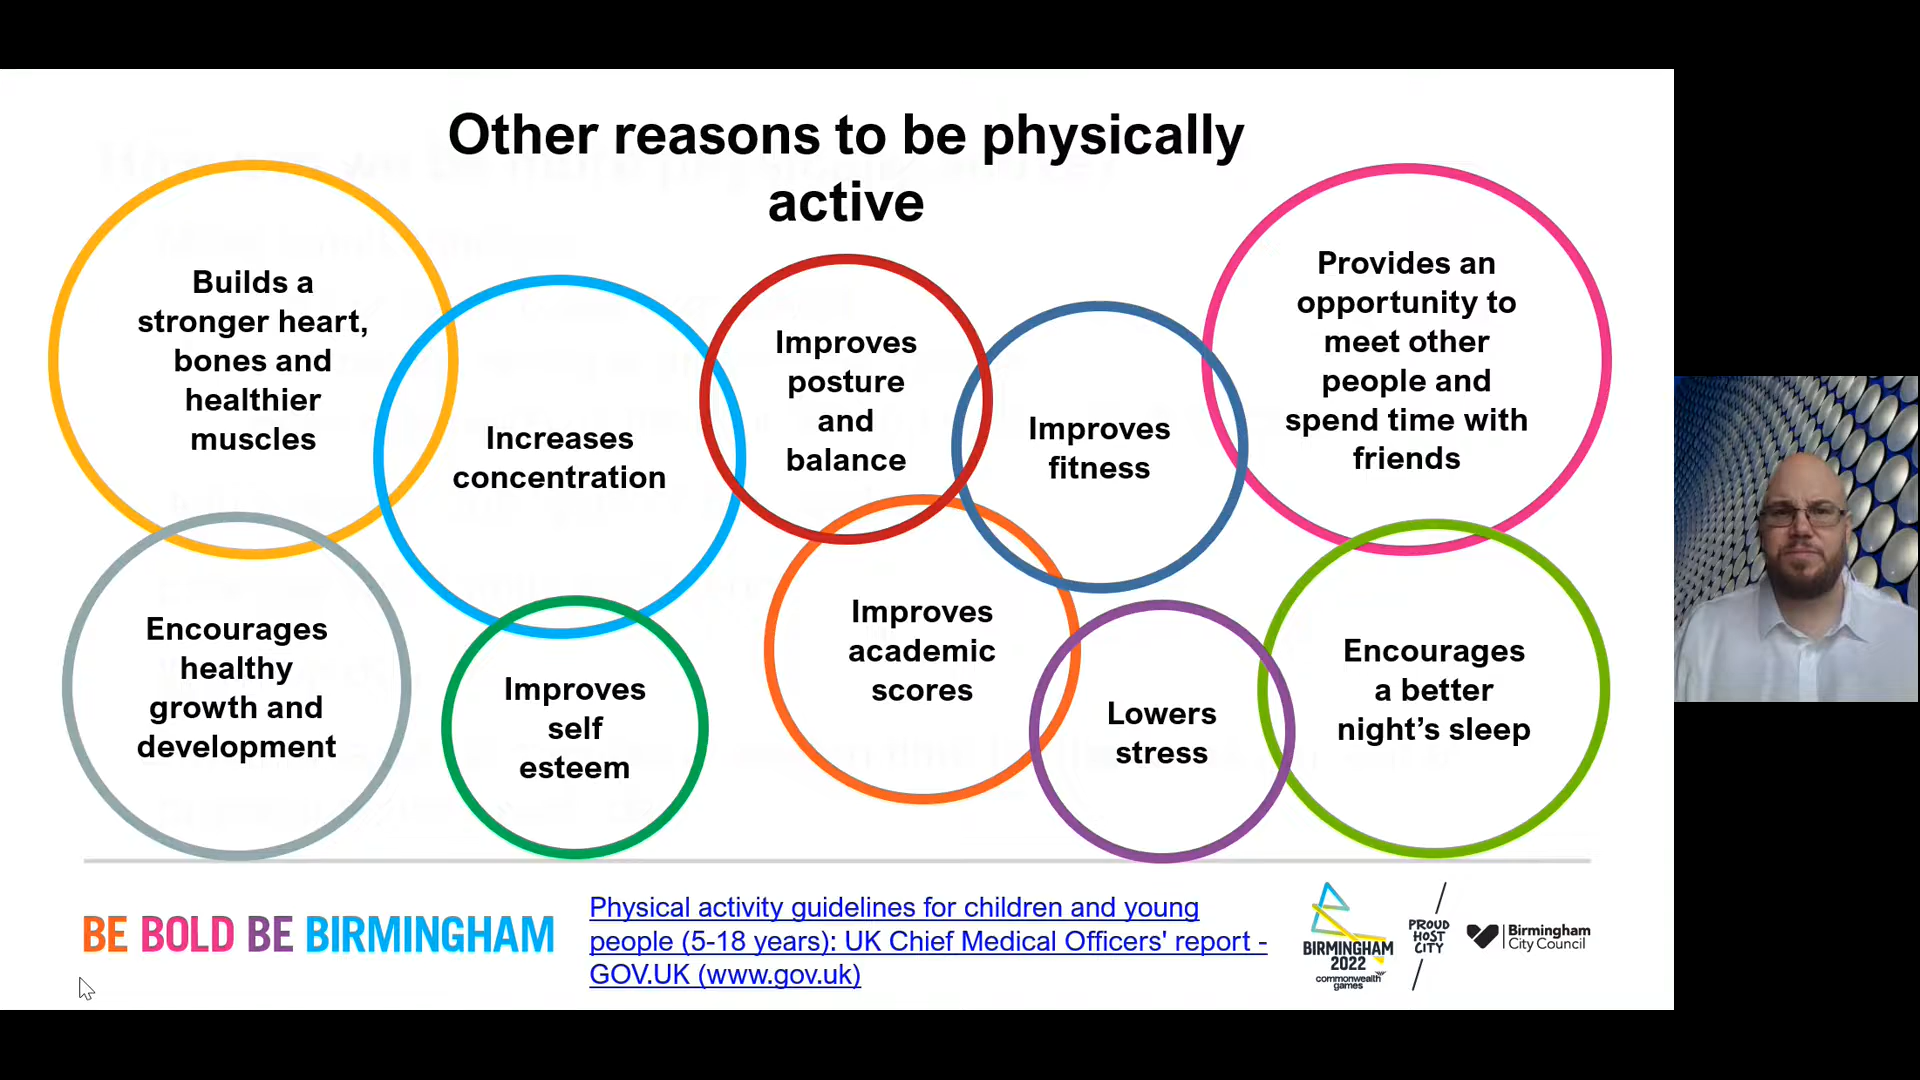 Other reasons to be physically
active
Builds a
stronger heart,
bones and
healthier
muscles
Increases
concentration
Improves
posture
and
balance
Improves
fitness
Provides an
opportunity to
meet other
people and
spend time with
friends
Encourages
healthy
growth and
development
Improves
self
esteem
Improves
academic
scores
Lowers
stress
Encourages
a better
night's sleep
BE BOLD BE BIRMINGHAM
Physical activity guidelines for children and young
people (5-18 years): UK Chief Medical Officers' report -
GOV.UK (www.gov.uk)
BIRMINGHAM
2022
commonwealth
games
PROUD
HOST
CITY
Birmingham
City Council